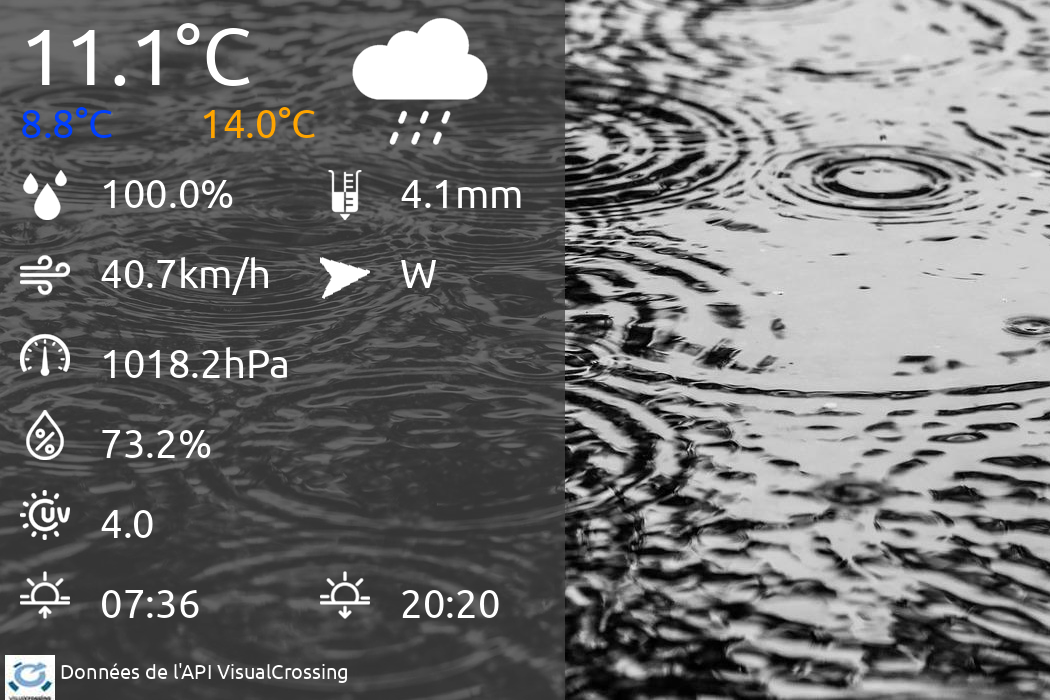 11.1°C
8.8°C 14.0°C
100.0% 4.1mm
40.7km/h W
1018.2hPa
73.2%
UV 4.0
07:36 20:20
Données de l'API VisualCrossing